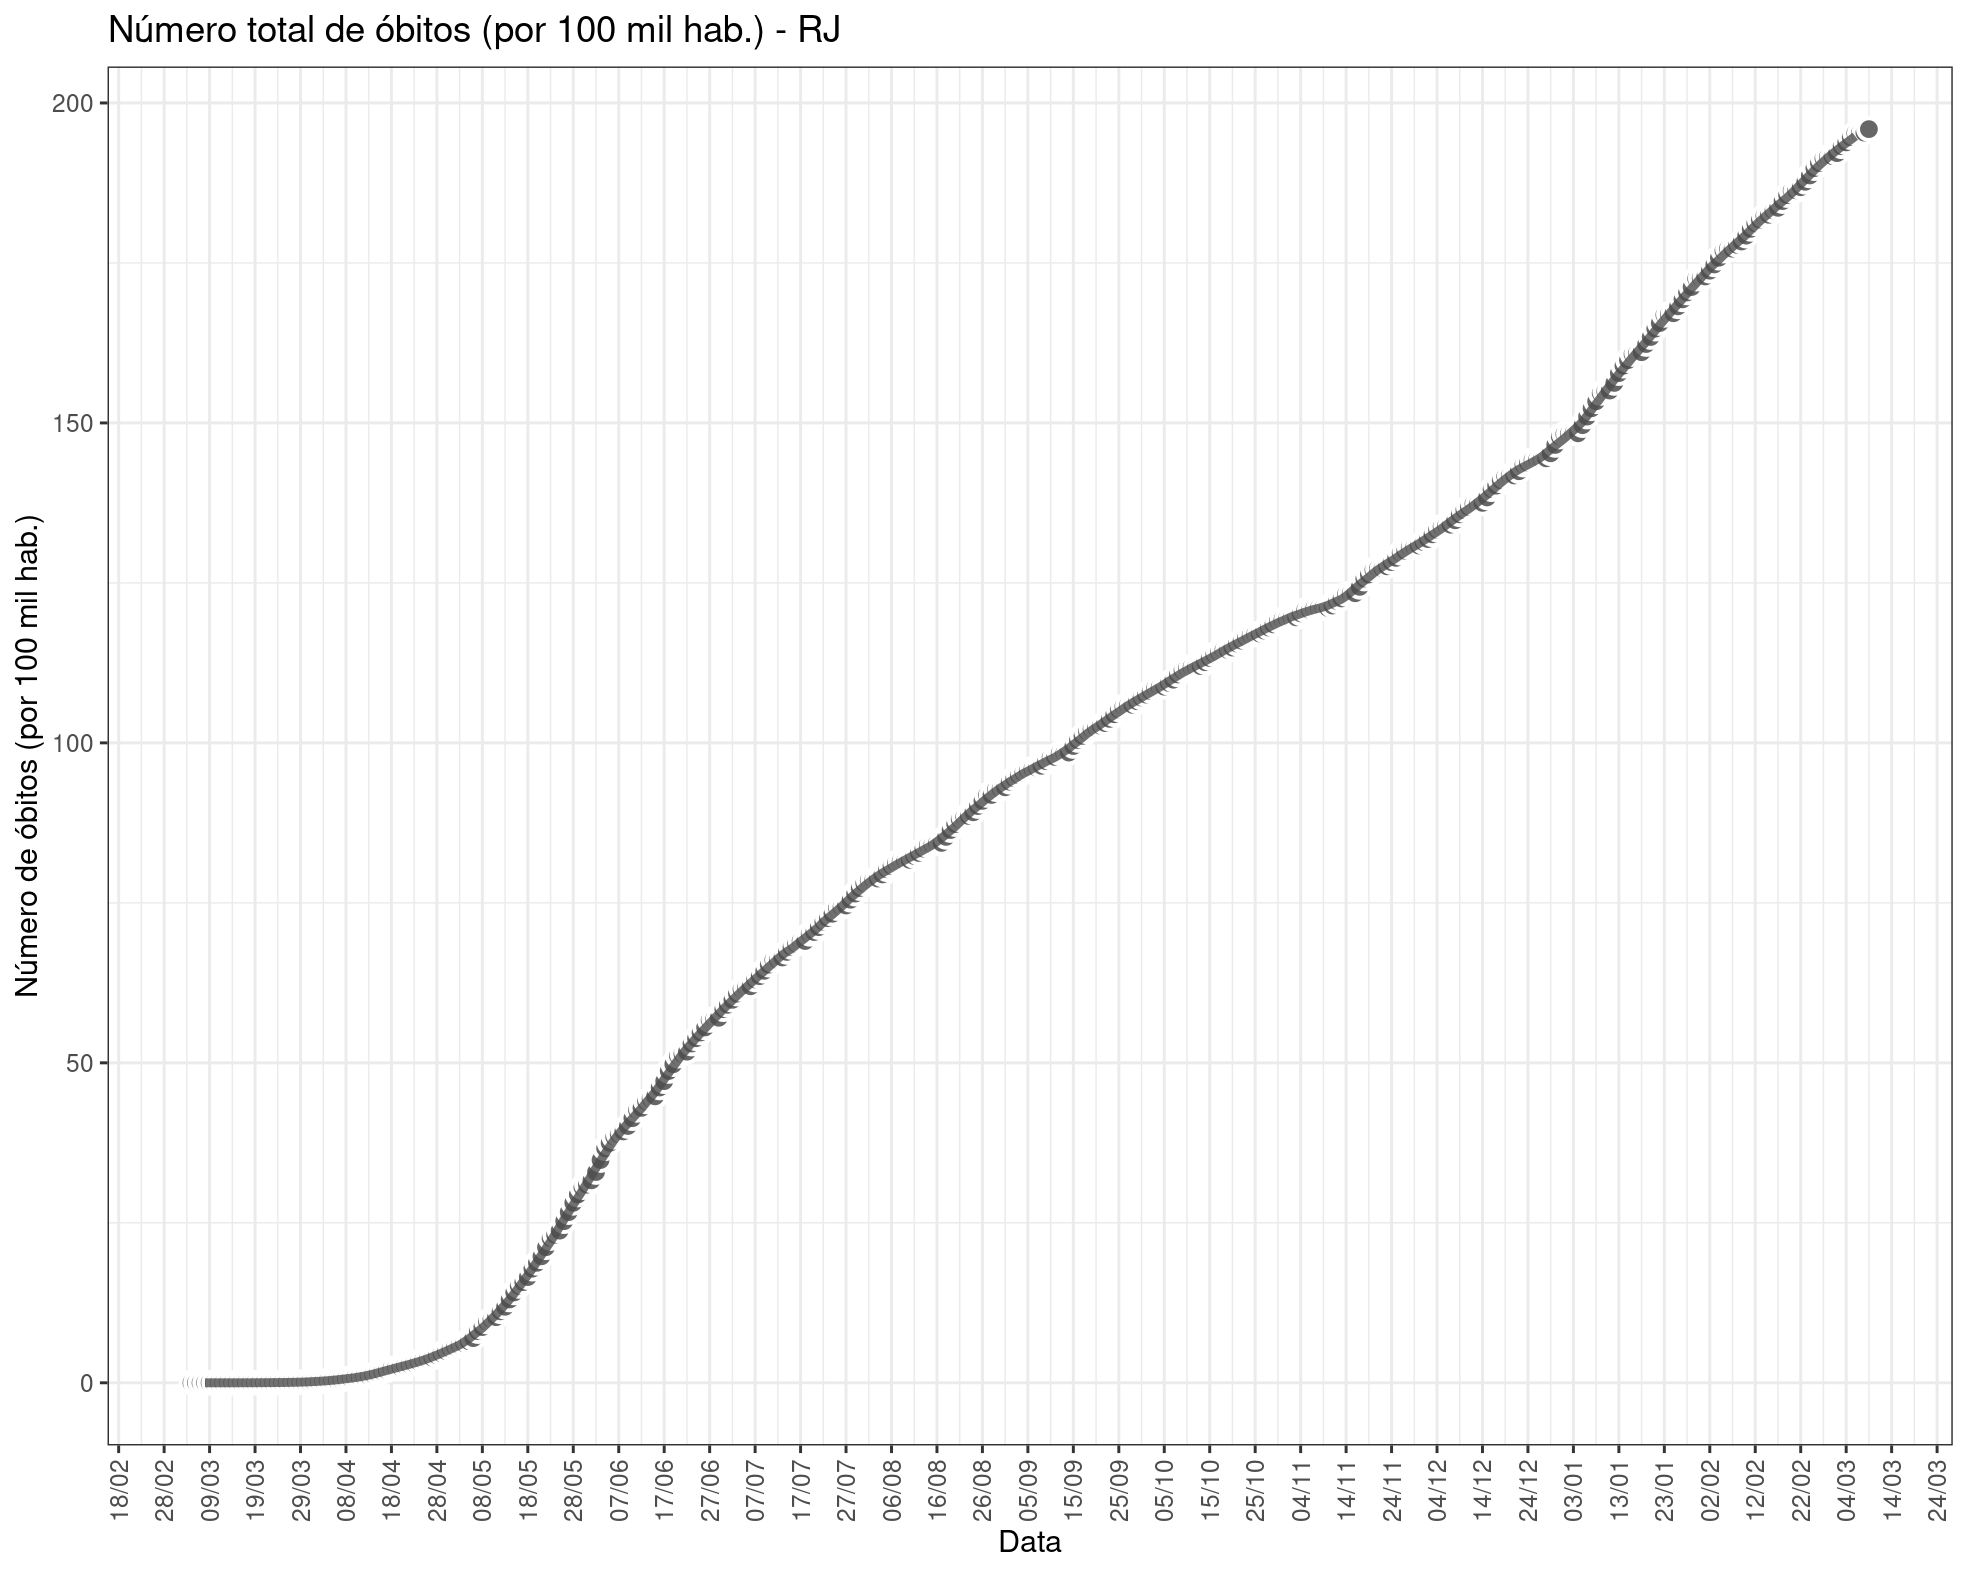 Número total de óbitos (por 100 mil hab.) - RJ
Número de óbitos (por 100 mil hab.)
200
150
100
50
0
18/02 28/02 09/03 19/03 29/03 08/04 18/04 28/04 08/05 18/05 28/05 07/06 17/06 27/06 07/07 17/07 27/07 06/08 16/08 26/08 05/09 15/09 25/09 05/10 15/10 25/10 04/11 14/11 24/11 04/12 14/12 24/12 03/01 13/01 23/01 02/02 12/02 22/02 04/03 14/03 24/03
Data